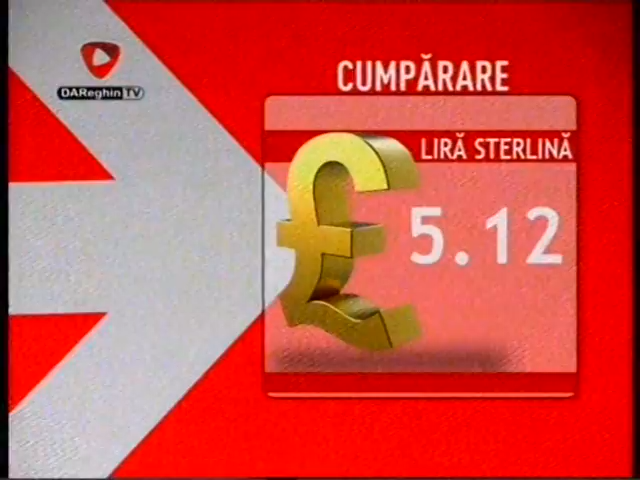 DAReghin TV
CUMPĂRARE
LIRĂ STERLINĂ
£
5.12